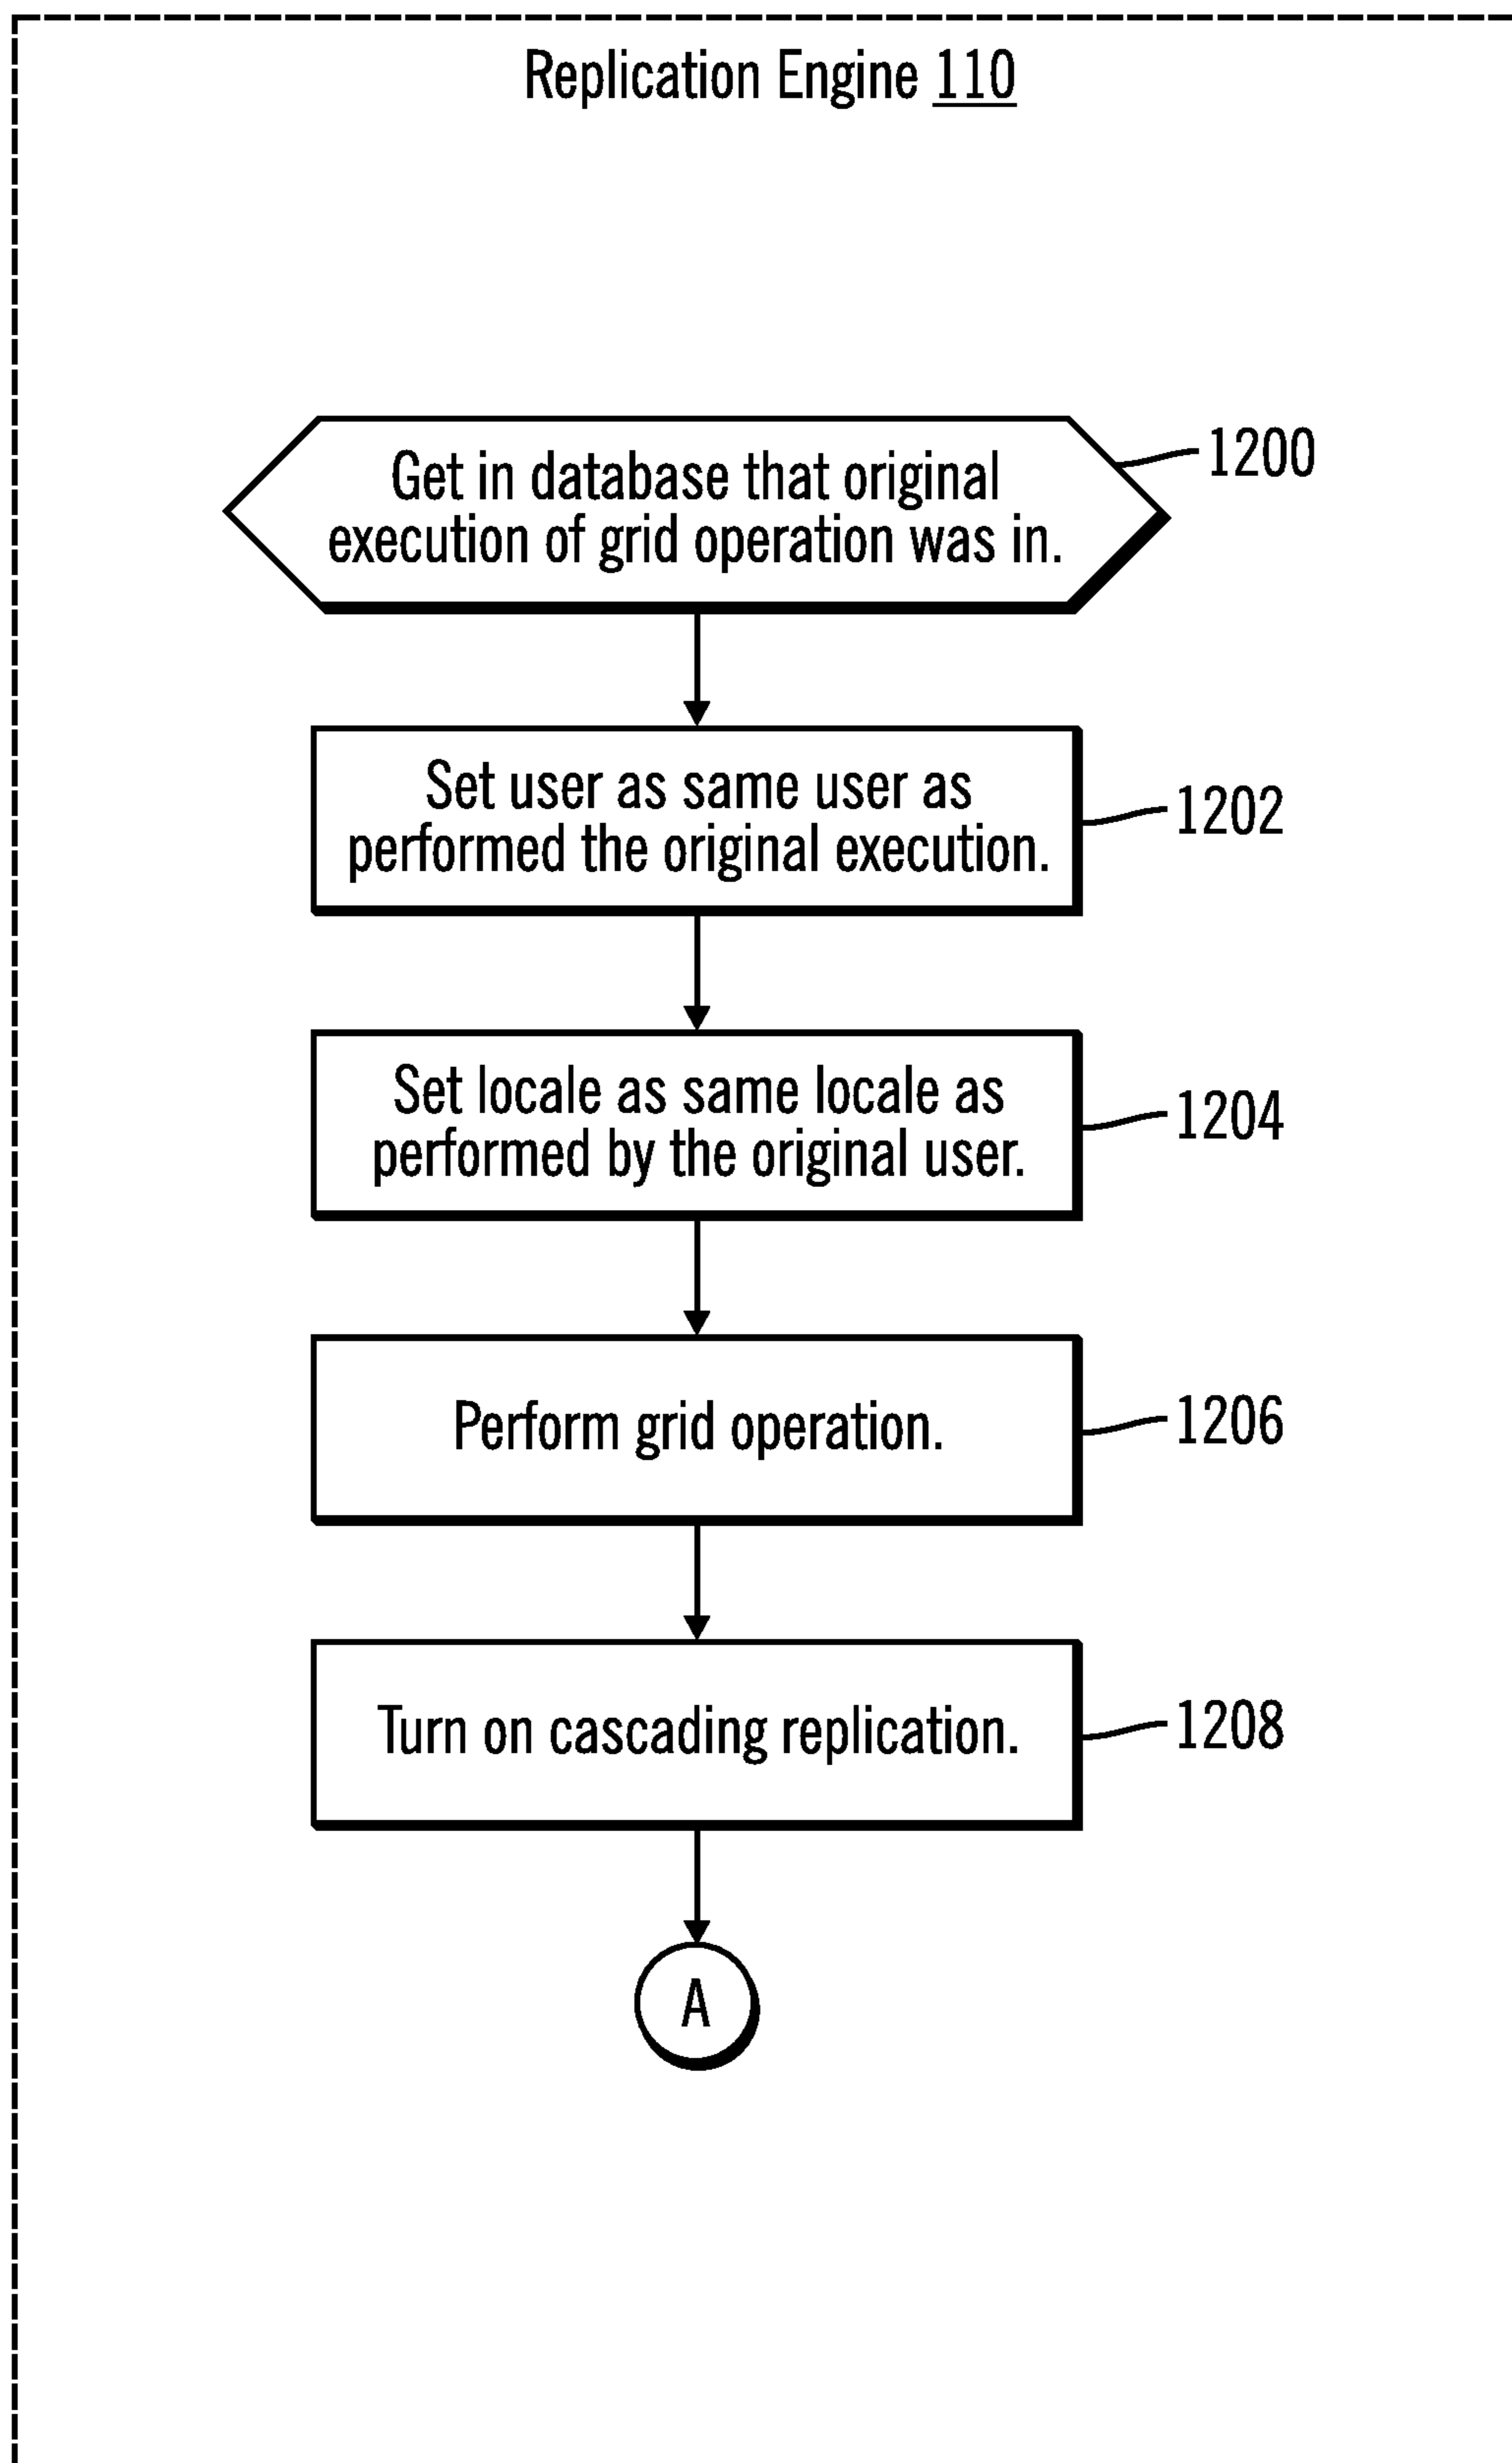 Replication Engine 110
Get in database that original
execution of grid operation was in.
1200
Set user as same user as
performed the original execution.
1202
Set locale as same locale as
performed by the original user.
1204
Perform grid operation.
1206
Turn on cascading replication.
1208
A